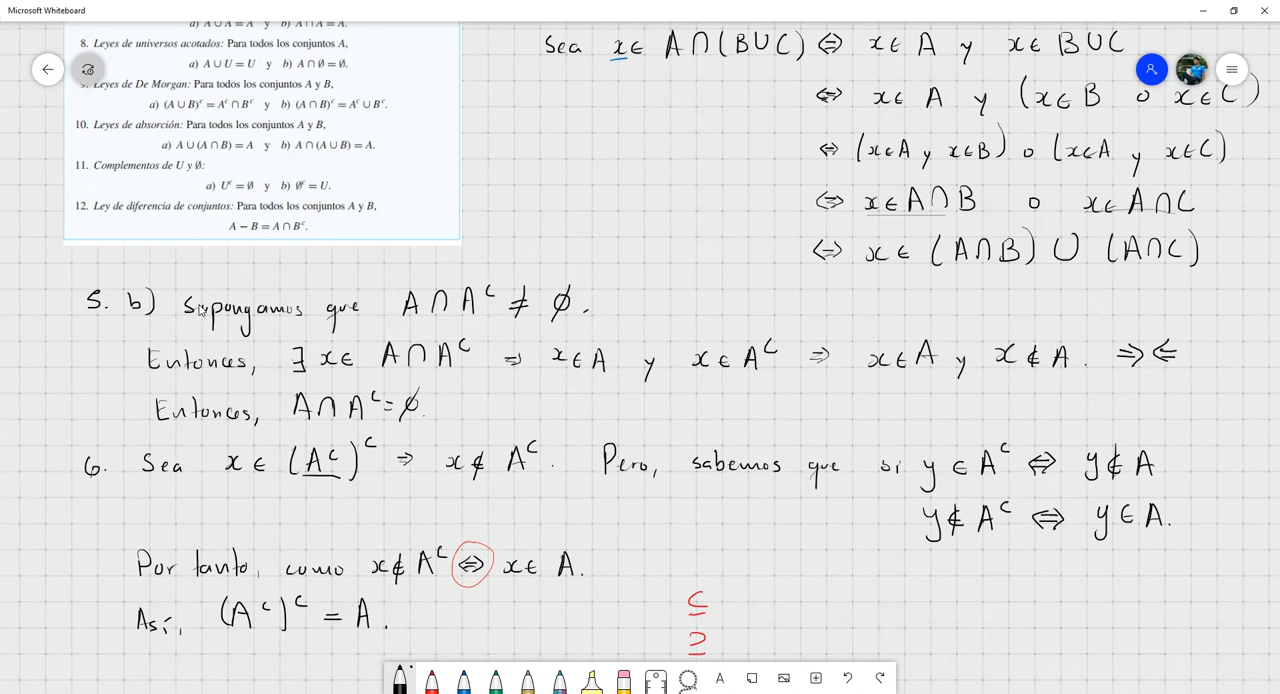 Microsoft Whiteboard
a) A ∪ A = A y b) A ∩ A = A.
8. Leyes de universos acotados: Para todos los conjuntos A,
a) A ∪ U = U y b) A ∩ ∅ = ∅.
9. Leyes de De Morgan: Para todos los conjuntos A y B,
a) (A ∪ B)ᶜ = Aᶜ ∩ Bᶜ y b) (A ∩ B)ᶜ = Aᶜ ∪ Bᶜ.
10. Leyes de absorción: Para todos los conjuntos A y B,
a) A ∪ (A ∩ B) = A y b) A ∩ (A ∪ B) = A.
11. Complementos de U y ∅:
a) Uᶜ = ∅ y b) ∅ᶜ = U.
12. Ley de diferencia de conjuntos: Para todos los conjuntos A y B,
A − B = A ∩ Bᶜ.
Sea x ∈ A ∩ (B ∪ C) ⇔ x ∈ A y x ∈ B ∪ C
⇔ x ∈ A y (x ∈ B o x ∈ C)
⇔ (x ∈ A y x ∈ B) o (x ∈ A y x ∈ C)
⇔ x ∈ A ∩ B o x ∈ A ∩ C
⇔ x ∈ (A ∩ B) ∪ (A ∩ C)
5. b) Supongamos que A ∩ Aᶜ ≠ ∅.
Entonces, ∃ x ∈ A ∩ Aᶜ ⇒ x ∈ A y x ∈ Aᶜ ⇒ x ∈ A y x ∉ A. ⇒⇐
Entonces, A ∩ Aᶜ = ∅.
6. Sea x ∈ (Aᶜ)ᶜ ⇒ x ∉ Aᶜ. Pero, sabemos que si y ∈ Aᶜ ⇔ y ∉ A
y ∉ Aᶜ ⇔ y ∈ A.
Por tanto, como x ∉ Aᶜ ⇔ x ∈ A.
Así, (Aᶜ)ᶜ = A.
⊆
⊇